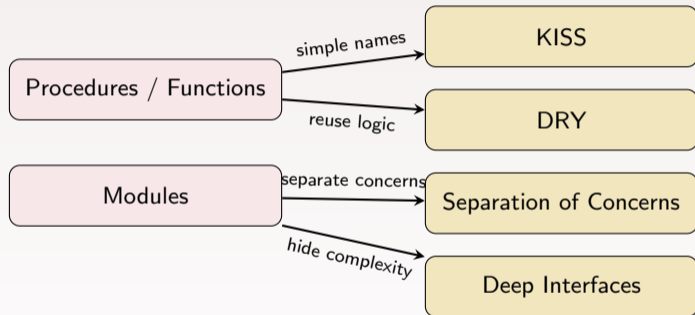 simple names
KISS
Procedures / Functions
reuse logic
DRY
Modules
separate concerns
Separation of Concerns
hide complexity
Deep Interfaces